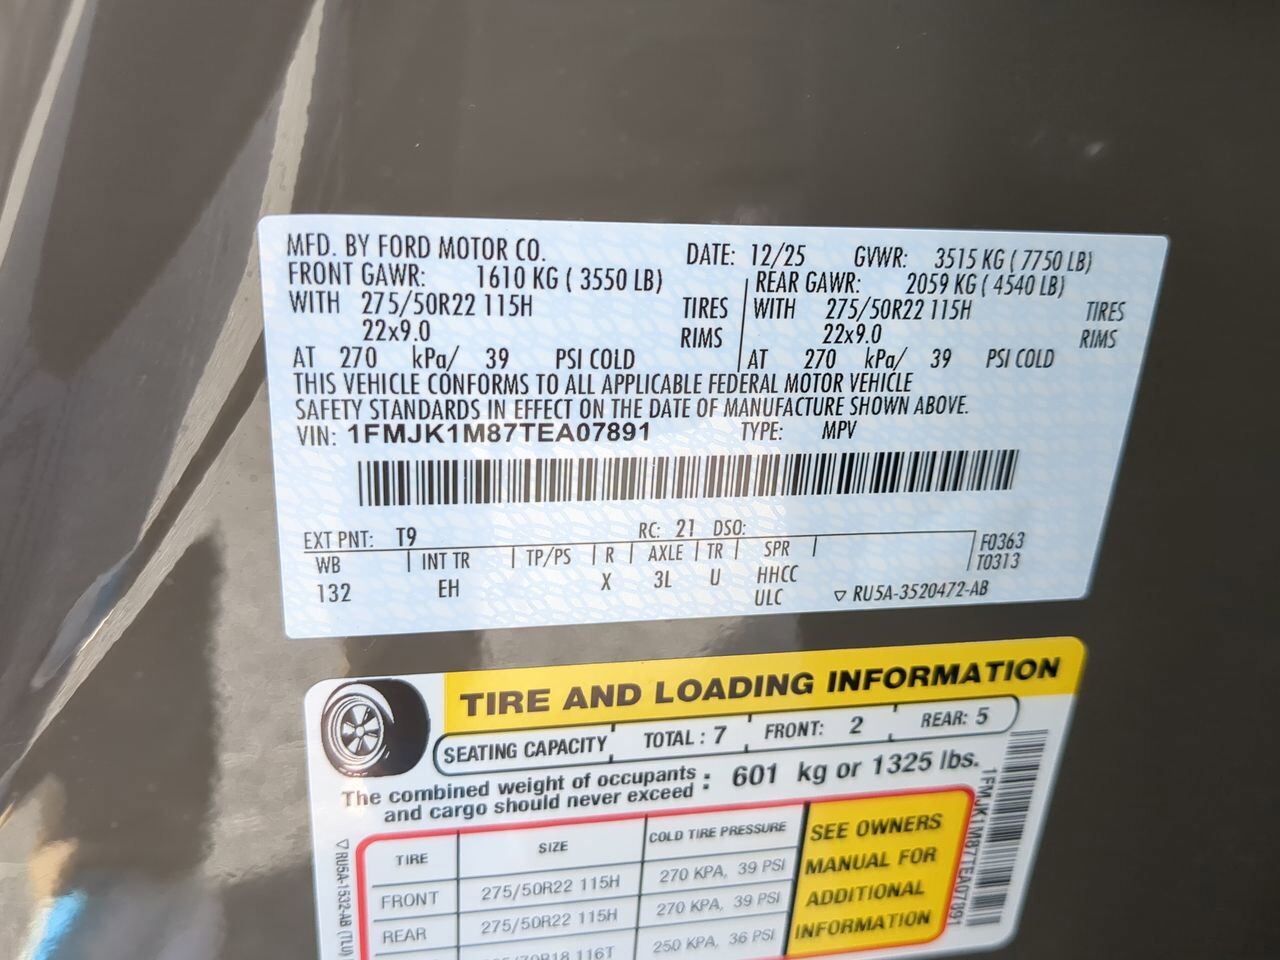 MFD. BY FORD MOTOR CO. DATE: 12/25 GVWR: 3515 KG ( 7750 LB)
FRONT GAWR: 1610 KG ( 3550 LB) REAR GAWR: 2059 KG ( 4540 LB)
WITH 275/50R22 115H TIRES WITH 275/50R22 115H TIRES
22x9.0 RIMS 22x9.0 RIMS
AT 270 kPa/ 39 PSI COLD AT 270 kPa/ 39 PSI COLD
THIS VEHICLE CONFORMS TO ALL APPLICABLE FEDERAL MOTOR VEHICLE
SAFETY STANDARDS IN EFFECT ON THE DATE OF MANUFACTURE SHOWN ABOVE.
VIN: 1FMJK1M87TEA07891 TYPE: MPV
EXT PNT: T9 RC: 21 DSO:
WB INT TR TP/PS R AXLE TR SPR F0363
132 EH X 3L U HHCC T0313
ULC ▽ RU5A-3520472-AB
TIRE AND LOADING INFORMATION
SEATING CAPACITY TOTAL : 7 FRONT: 2 REAR: 5
The combined weight of occupants
and cargo should never exceed : 601 kg or 1325 lbs.
TIRE SIZE COLD TIRE PRESSURE
FRONT 275/50R22 115H 270 KPA, 39 PSI
REAR 275/50R22 115H 270 KPA, 39 PSI
70R18 116T 250 KPA, 36 PSI
SEE OWNERS
MANUAL FOR
ADDITIONAL
INFORMATION
1FMJK1M87TEA07891
▽ RU5A-1532-AB (TLU)